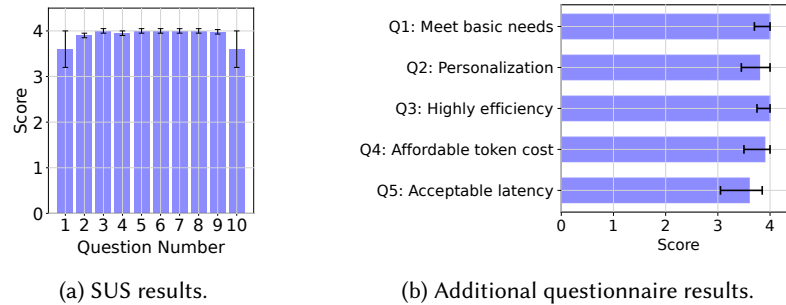 4
3
2
1
0
Score
1 2 3 4 5 6 7 8 9 10
Question Number
(a) SUS results.
Q1: Meet basic needs
Q2: Personalization
Q3: Highly efficiency
Q4: Affordable token cost
Q5: Acceptable latency
0 1 2 3 4
Score
(b) Additional questionnaire results.